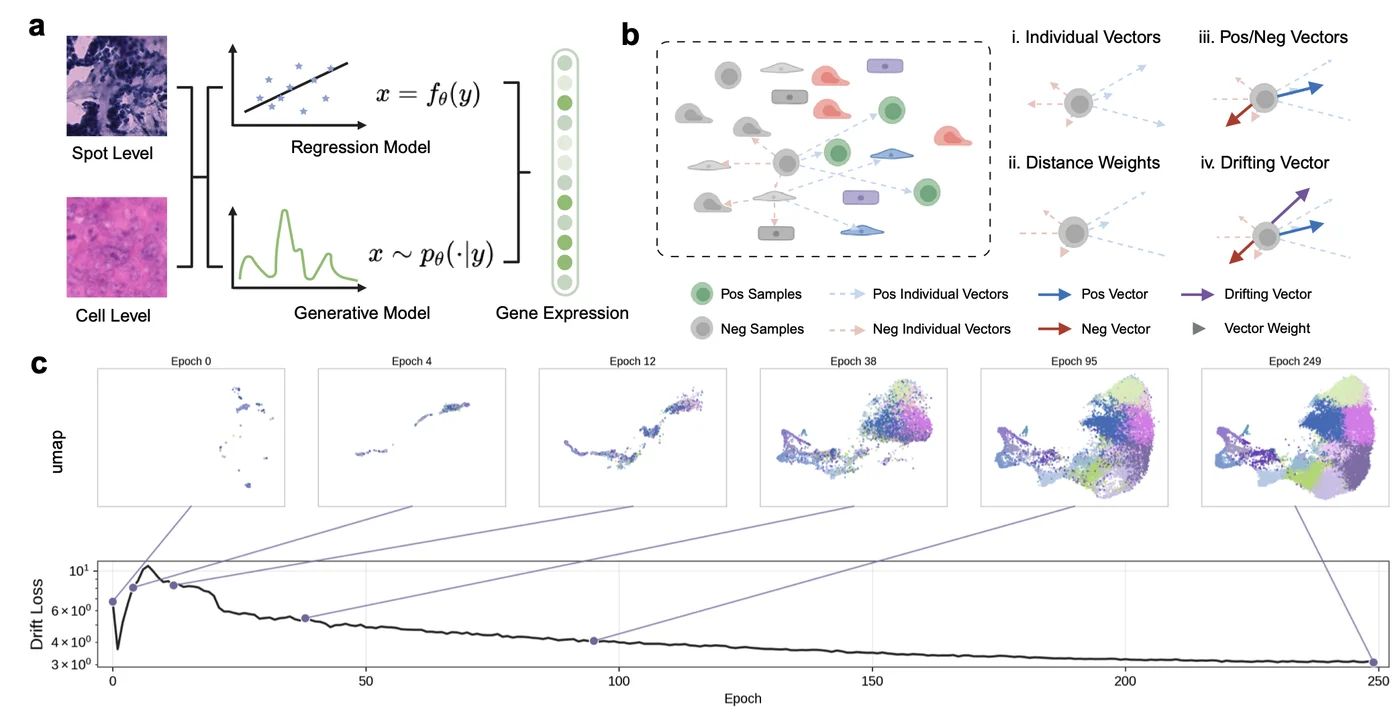 a
Spot Level
Cell Level
x = fθ(y)
Regression Model
x ∼ pθ(·|y)
Generative Model
Gene Expression
b
i. Individual Vectors
iii. Pos/Neg Vectors
ii. Distance Weights
iv. Drifting Vector
Pos Samples
Pos Individual Vectors
Pos Vector
Drifting Vector
Neg Samples
Neg Individual Vectors
Neg Vector
Vector Weight
c
Epoch 0
Epoch 4
Epoch 12
Epoch 38
Epoch 95
Epoch 249
umap
Drift Loss
10¹
6 × 10⁰
4 × 10⁰
3 × 10⁰
0
50
100
150
200
250
Epoch